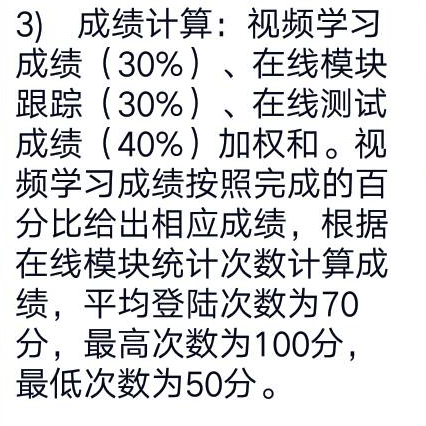 3) 成绩计算：视频学习
成绩（30%）、在线模块
跟踪（30%）、在线测试
成绩（40%）加权和。视
频学习成绩按照完成的百
分比给出相应成绩，根据
在线模块统计次数计算成
绩，平均登陆次数为70
分，最高次数为100分，
最低次数为50分。